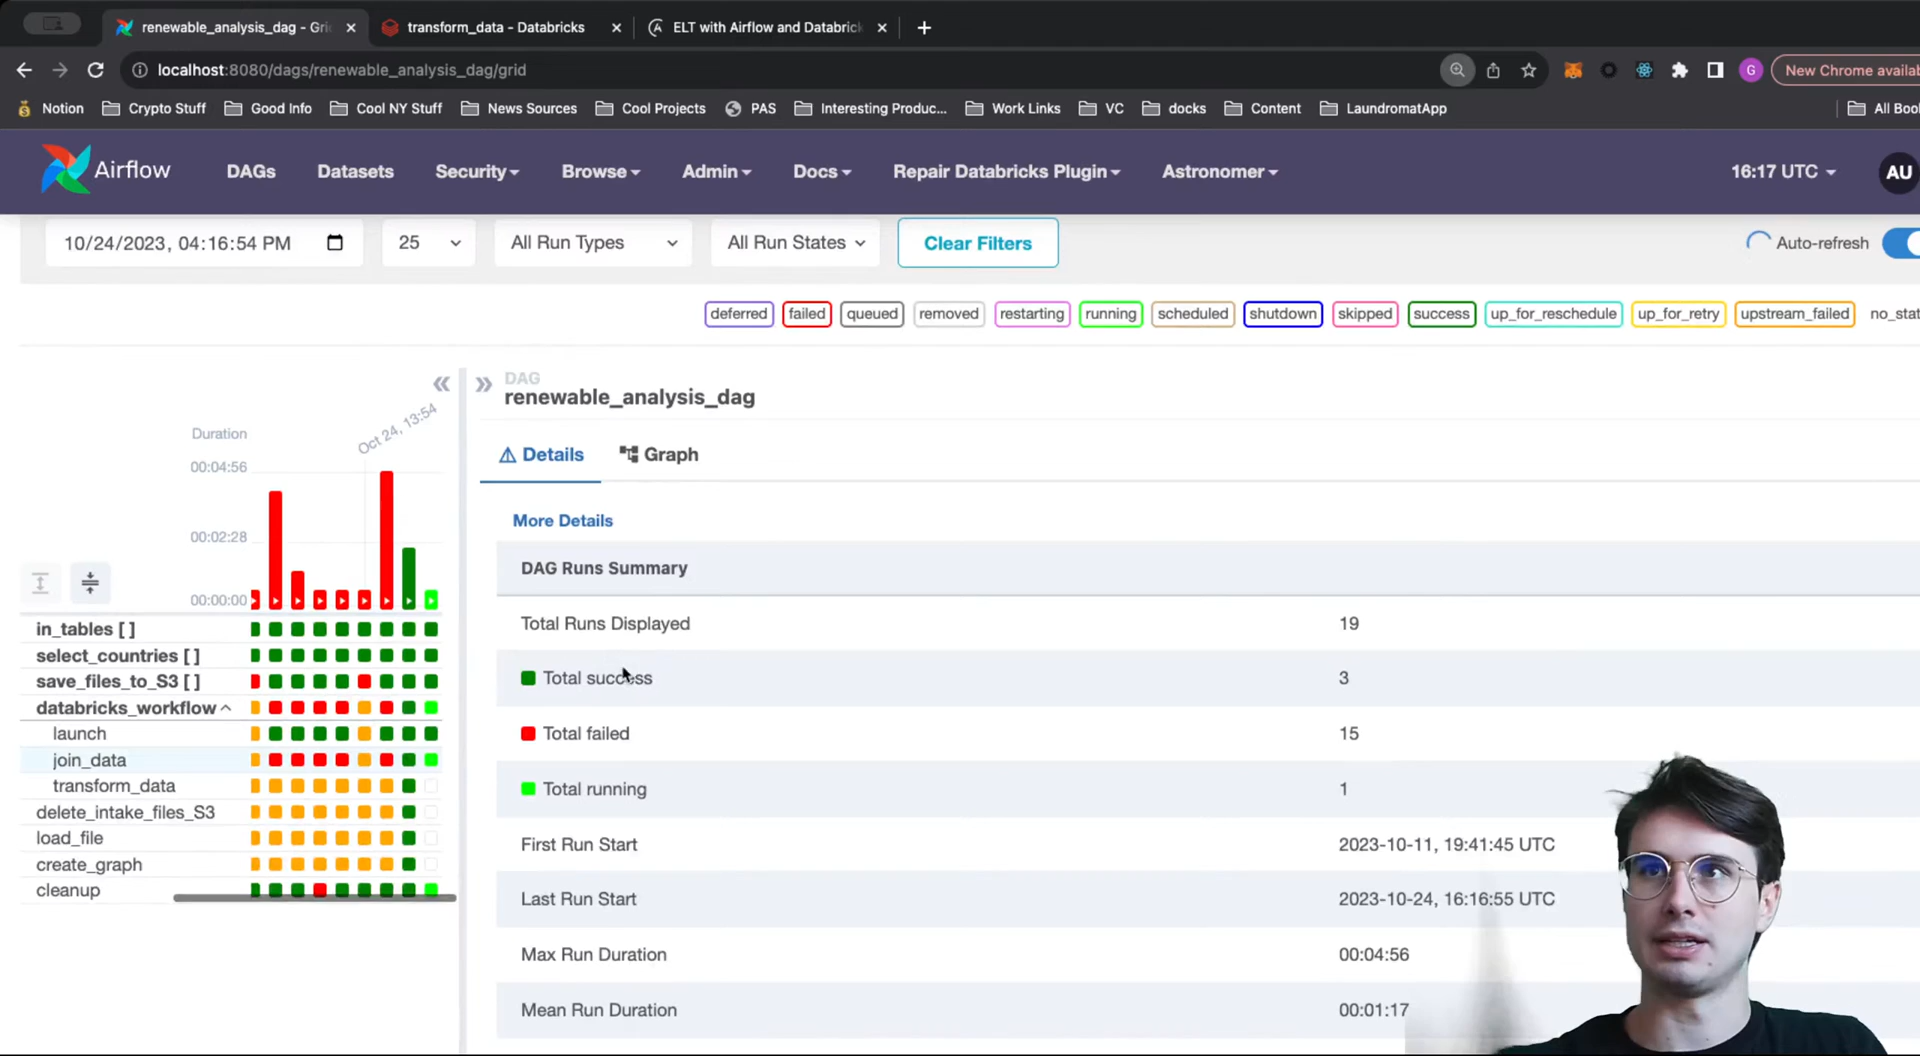 renewable_analysis_dag - Gri
transform_data - Databricks
ELT with Airflow and Databric
localhost:8080/dags/renewable_analysis_dag/grid
G
New Chrome availab
Notion
Crypto Stuff
Good Info
Cool NY Stuff
News Sources
Cool Projects
PAS
Interesting Produc...
Work Links
VC
docks
Content
LaundromatApp
All Boo
Airflow
DAGs
Datasets
Security
Browse
Admin
Docs
Repair Databricks Plugin
Astronomer
16:17 UTC
AU
10/24/2023, 04:16:54 PM
25
All Run Types
All Run States
Clear Filters
Auto-refresh
deferred
failed
queued
removed
restarting
running
scheduled
shutdown
skipped
success
up_for_reschedule
up_for_retry
upstream_failed
no_stat
DAG
renewable_analysis_dag
Details
Graph
Oct 24, 13:54
Duration
00:04:56
00:02:28
00:00:00
in_tables [ ]
select_countries [ ]
save_files_to_S3 [ ]
databricks_workflow
launch
join_data
transform_data
delete_intake_files_S3
load_file
create_graph
cleanup
More Details
DAG Runs Summary
Total Runs Displayed 19
Total success 3
Total failed 15
Total running 1
First Run Start 2023-10-11, 19:41:45 UTC
Last Run Start 2023-10-24, 16:16:55 UTC
Max Run Duration 00:04:56
Mean Run Duration 00:01:17